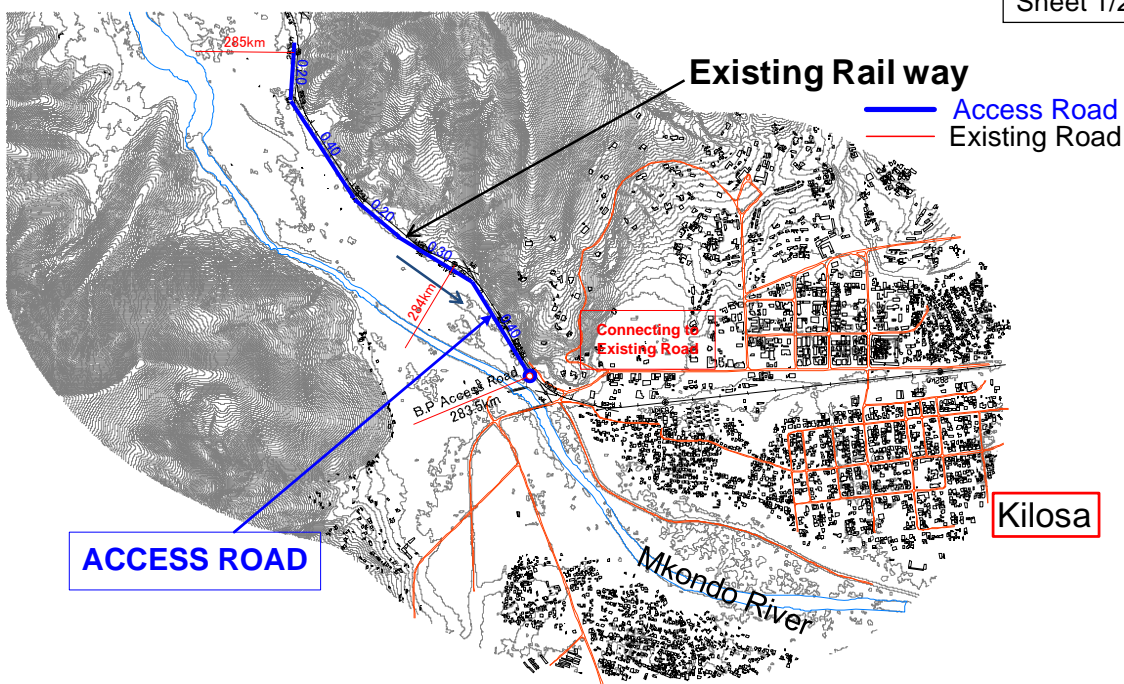 Sheet 1/2
285km
0.20
Existing Rail way
Access Road
Existing Road
0.40
0.20
0.30
284km
0.40
Connecting to
Existing Road
B.P Access Road
283.5km
ACCESS ROAD
Kilosa
Mkondo River